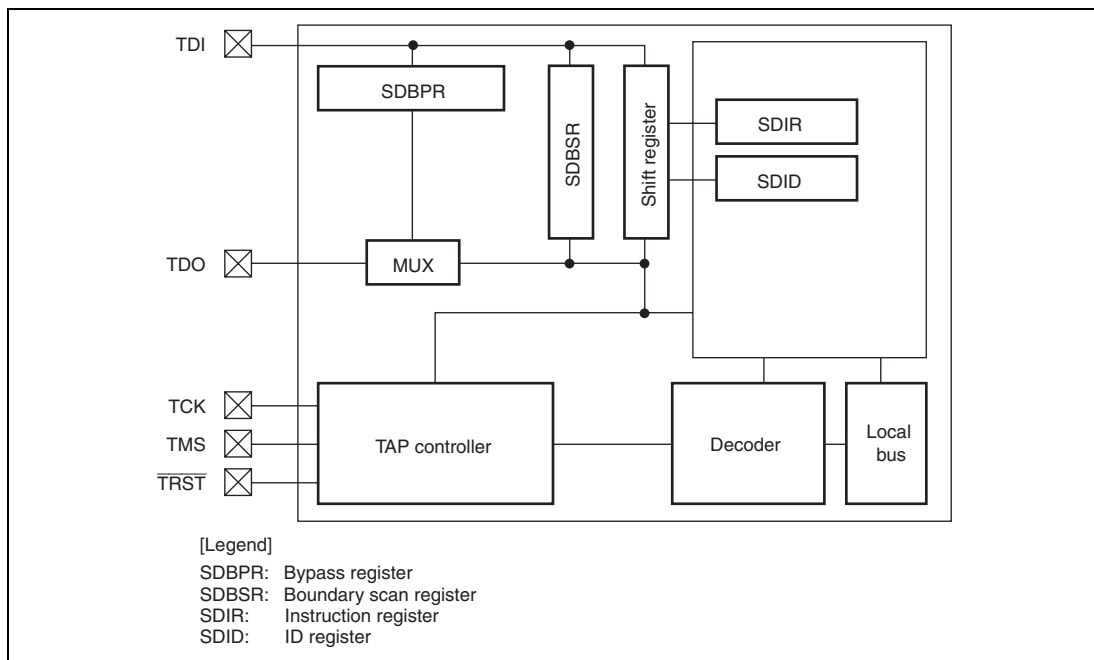 TDI
SDBPR
SDBSR
Shift register
SDIR
SDID
TDO
MUX
TCK
TMS
TRST
TAP controller
Decoder
Local
bus
[Legend]
SDBPR: Bypass register
SDBSR: Boundary scan register
SDIR: Instruction register
SDID: ID register